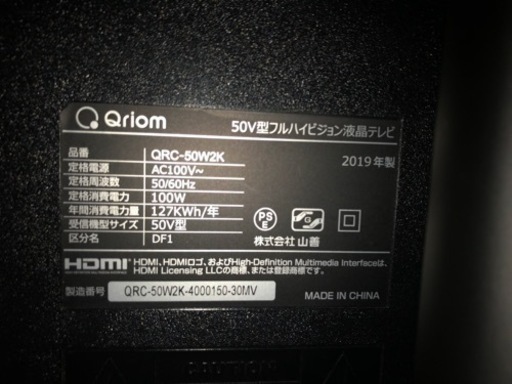 Qriom
50V型フルハイビジョン液晶テレビ
品番 QRC-50W2K
2019年製
定格電源 AC100V~
定格周波数 50/60Hz
定格消費電力 100W
年間消費電力量 127KWh/年
受信機型サイズ 50V型
区分名 DF1
PS
E
株式会社 山善
HDMI
HDMI、HDMIロゴ、およびHigh-Definition Multimedia Interfaceは、
HDMI Licensing LLCの商標、または登録商標です。
製造番号 QRC-50W2K-4000150-30MV
MADE IN CHINA
CAUTION